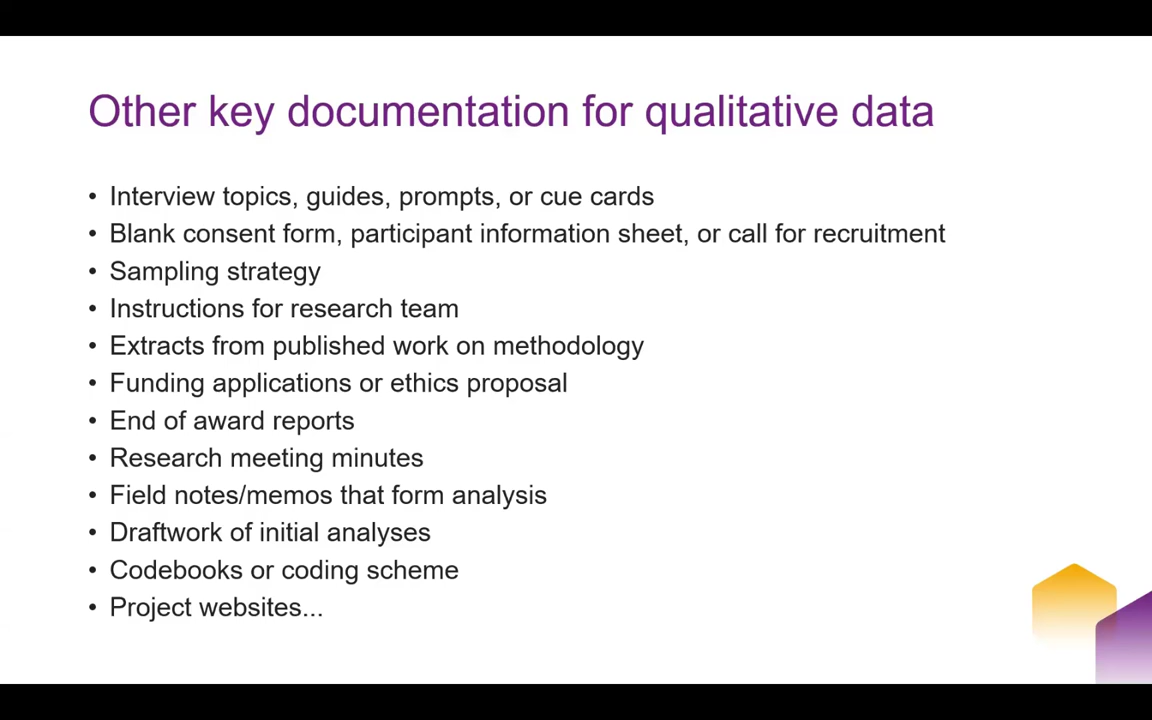 Other key documentation for qualitative data
• Interview topics, guides, prompts, or cue cards
• Blank consent form, participant information sheet, or call for recruitment
• Sampling strategy
• Instructions for research team
• Extracts from published work on methodology
• Funding applications or ethics proposal
• End of award reports
• Research meeting minutes
• Field notes/memos that form analysis
• Draftwork of initial analyses
• Codebooks or coding scheme
• Project websites...